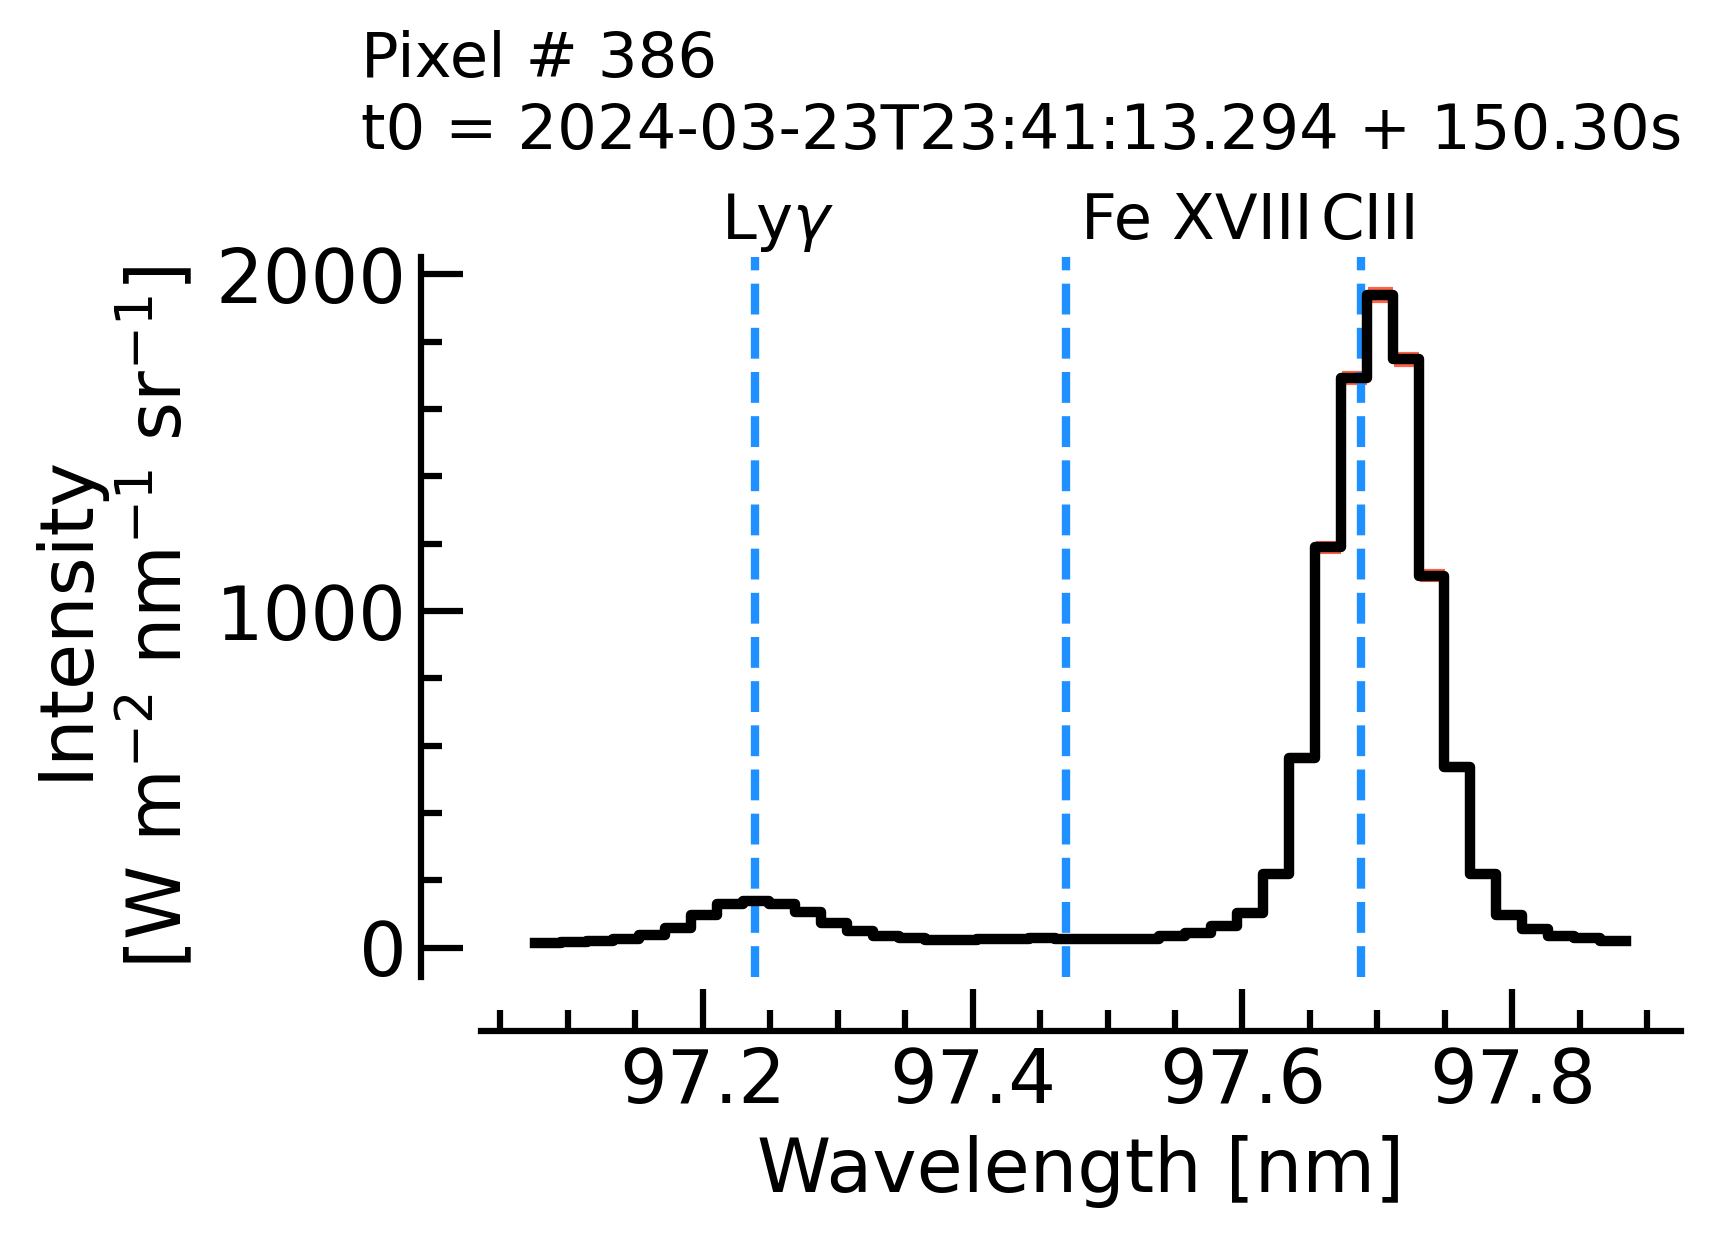 Pixel # 386
t0 = 2024-03-23T23:41:13.294 + 150.30s
Lyγ Fe XVIII CIII
Intensity
[W m⁻² nm⁻¹ sr⁻¹]
2000
1000
0
97.2 97.4 97.6 97.8
Wavelength [nm]